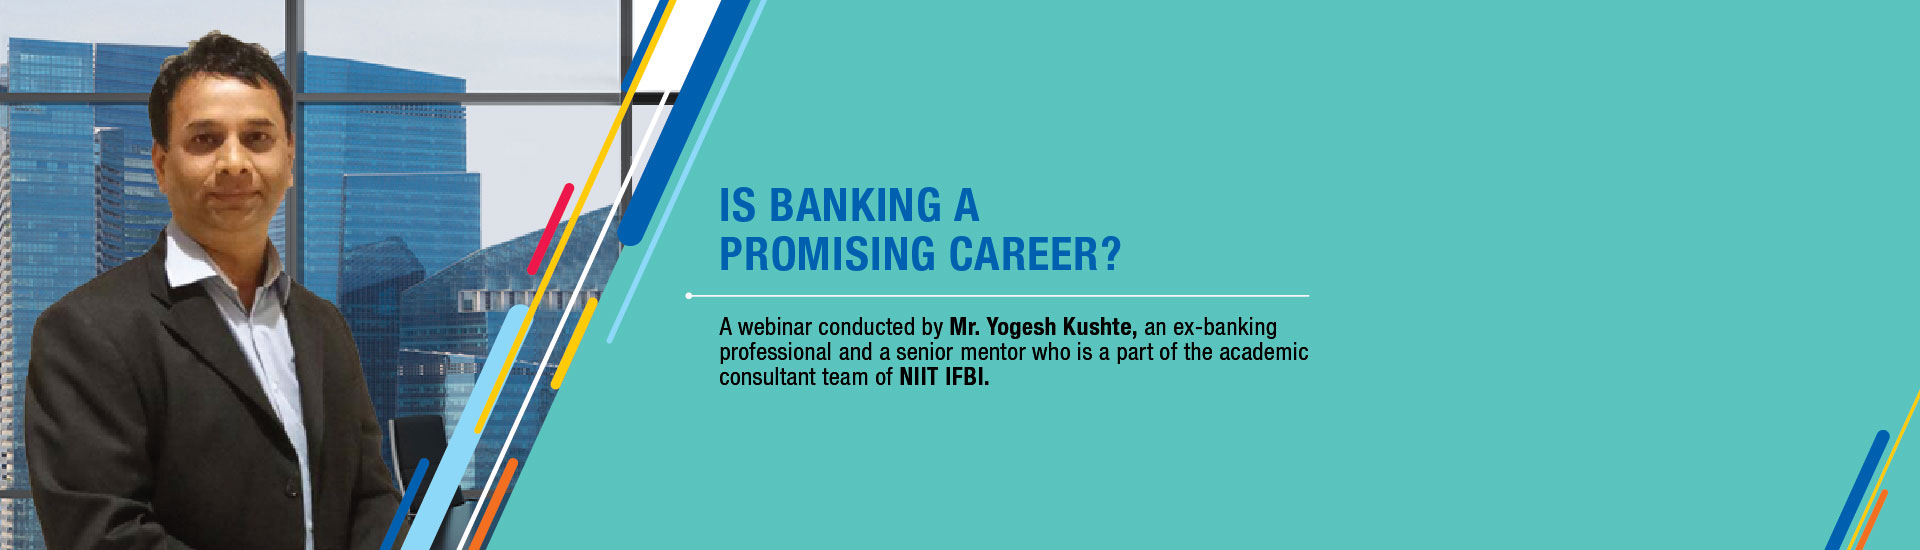 IS BANKING A
PROMISING CAREER?
A webinar conducted by Mr. Yogesh Kushte, an ex-banking
professional and a senior mentor who is a part of the academic
consultant team of NIIT IFBI.